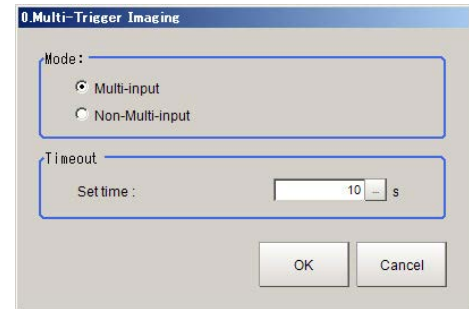 0.Multi-Trigger Imaging
Mode:
Multi-input
Non-Multi-input
Timeout
Set time :
10 ... s
OK
Cancel